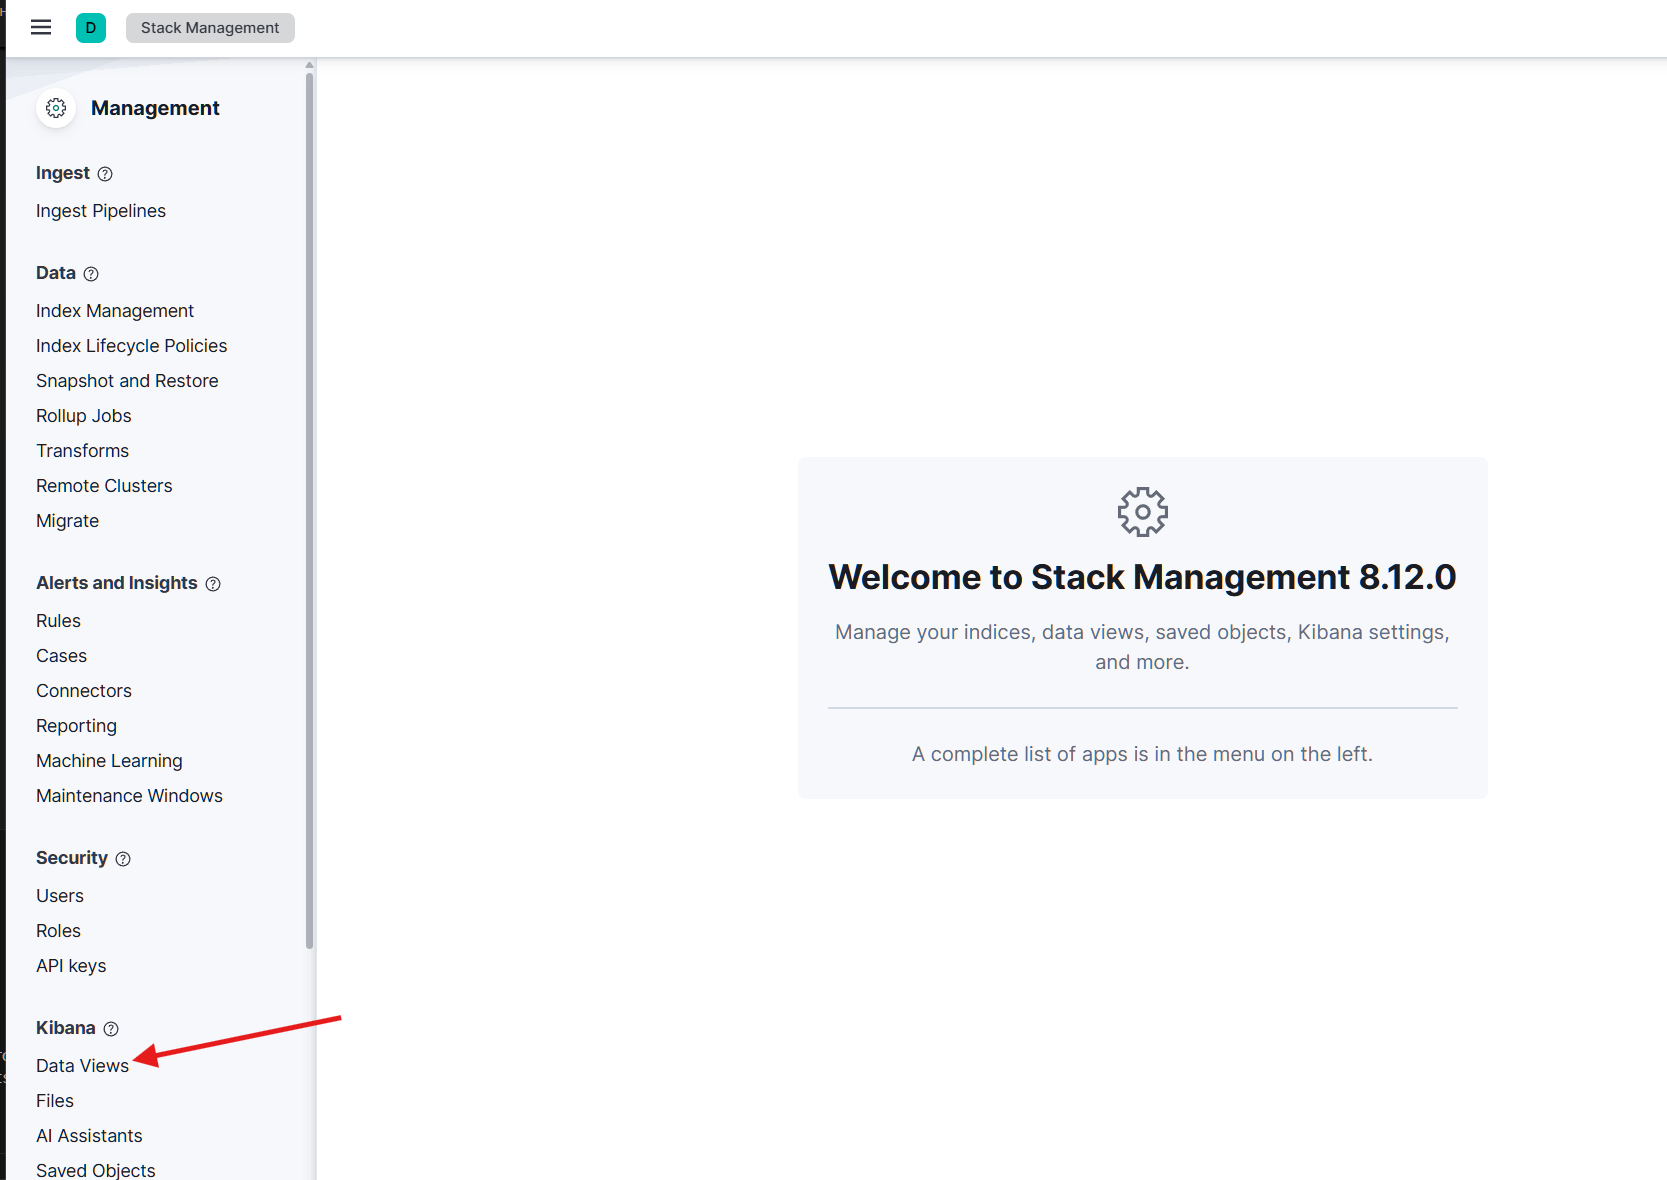 D
Stack Management
Management
Ingest
Ingest Pipelines
Data
Index Management
Index Lifecycle Policies
Snapshot and Restore
Rollup Jobs
Transforms
Remote Clusters
Migrate
Alerts and Insights
Rules
Cases
Connectors
Reporting
Machine Learning
Maintenance Windows
Security
Users
Roles
API keys
Kibana
Data Views
Files
AI Assistants
Saved Objects
Welcome to Stack Management 8.12.0
Manage your indices, data views, saved objects, Kibana settings,
and more.
A complete list of apps is in the menu on the left.